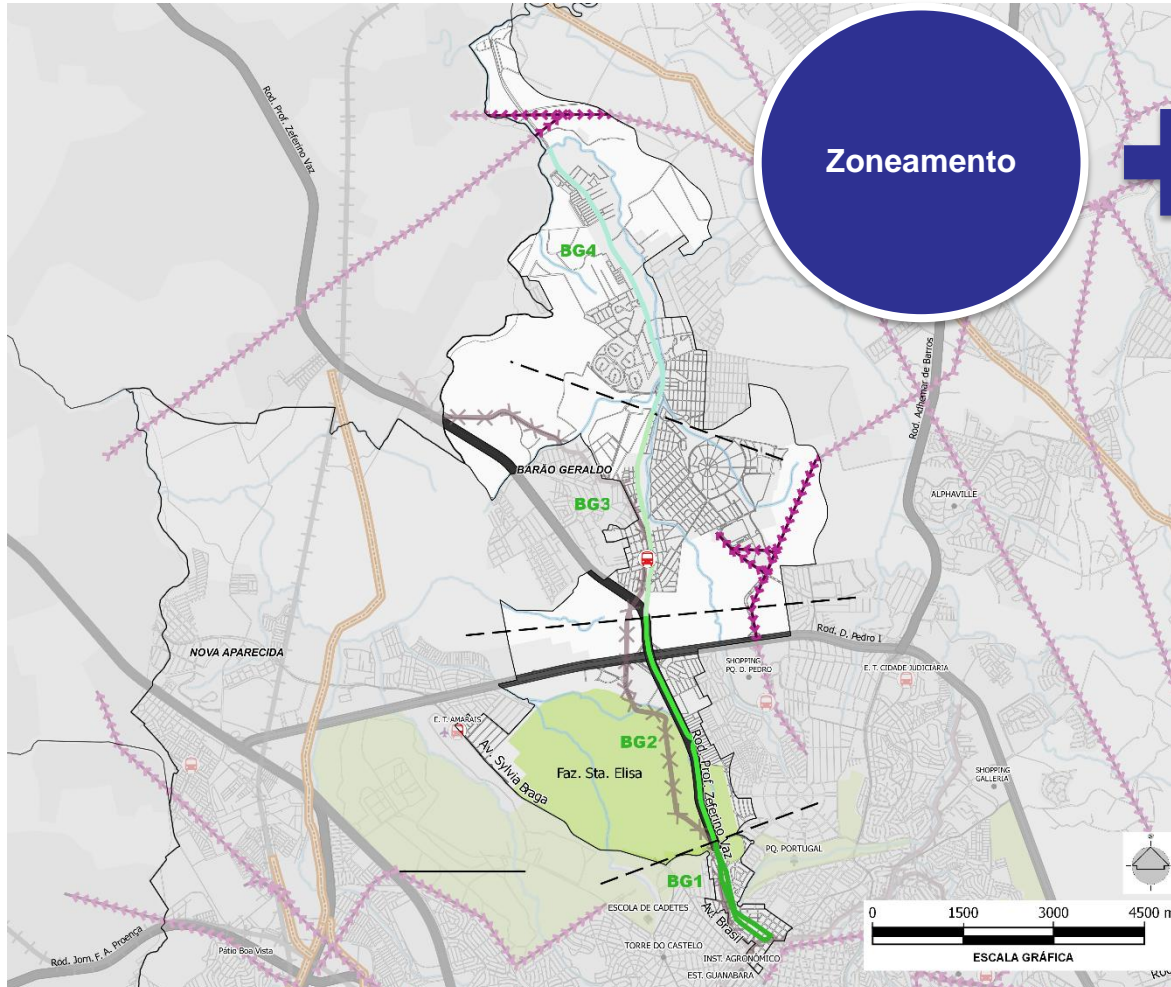 Zoneamento
Rod. Prof. Zeferino Vaz
BG4
Rod. Adhemar de Barros
BARÃO GERALDO
BG3
ALPHAVILLE
Rod. D. Pedro I
NOVA APARECIDA
SHOPPING
PQ. D. PEDRO
E. T. CIDADE JUDICIÁRIA
E. T. AMARAIS
BG2
Faz. Sta. Elisa
Av. Sylvia Braga
Rod. Prof. Zeferino Vaz
SHOPPING
GALLERIA
PQ. PORTUGAL
BG1
ESCOLA DE CADETES
Av. Brasil
TORRE DO CASTELO
INST. AGRONÔMICO
EST. GUANABARA
Pátio Boa Vista
Rod. Jorn. F. A. Proença
0 1500 3000 4500 m
ESCALA GRÁFICA